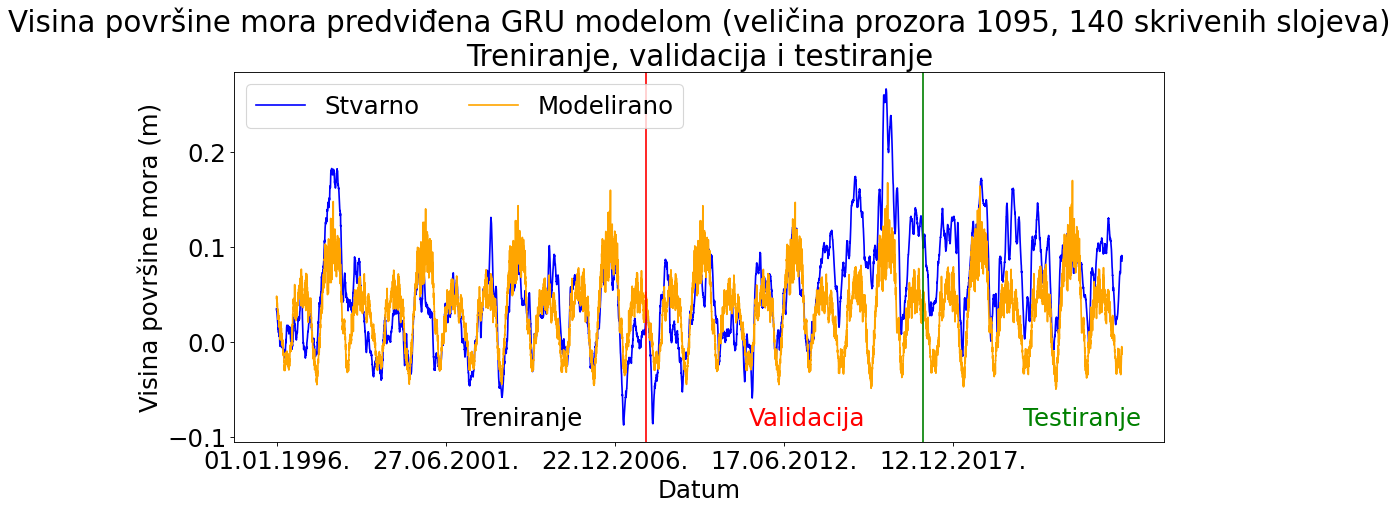 Visina površine mora predviđena GRU modelom (veličina prozora 1095, 140 skrivenih slojeva)
Treniranje, validacija i testiranje
Stvarno Modelirano
Visina površine mora (m)
0.2
0.1
0.0
−0.1
Treniranje Validacija Testiranje
01.01.1996. 27.06.2001. 22.12.2006. 17.06.2012. 12.12.2017.
Datum